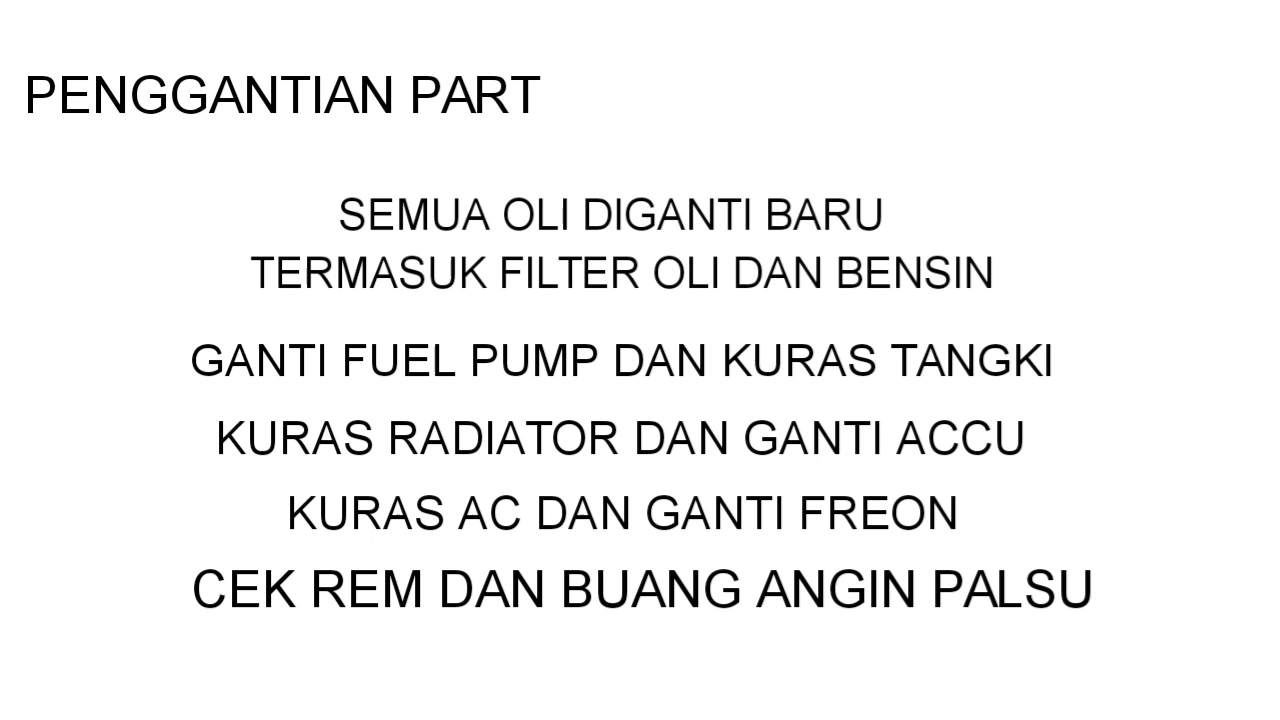 PENGGANTIAN PART
SEMUA OLI DIGANTI BARU
TERMASUK FILTER OLI DAN BENSIN
GANTI FUEL PUMP DAN KURAS TANGKI
KURAS RADIATOR DAN GANTI ACCU
KURAS AC DAN GANTI FREON
CEK REM DAN BUANG ANGIN PALSU